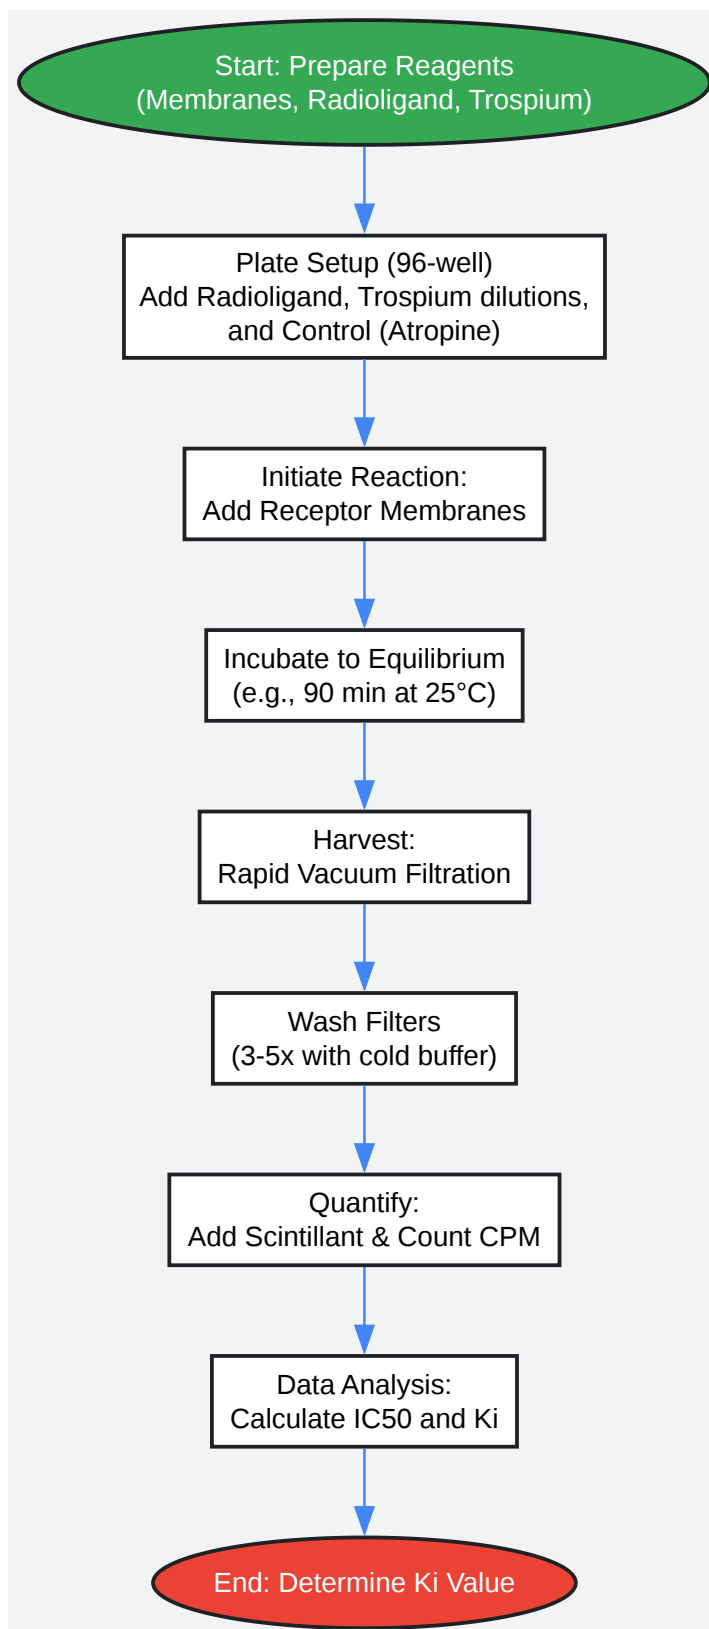 Start: Prepare Reagents
(Membranes, Radioligand, Trospium)
Plate Setup (96-well)
Add Radioligand, Trospium dilutions,
and Control (Atropine)
Initiate Reaction:
Add Receptor Membranes
Incubate to Equilibrium
(e.g., 90 min at 25°C)
Harvest:
Rapid Vacuum Filtration
Wash Filters
(3-5x with cold buffer)
Quantify:
Add Scintillant & Count CPM
Data Analysis:
Calculate IC50 and Ki
End: Determine Ki Value